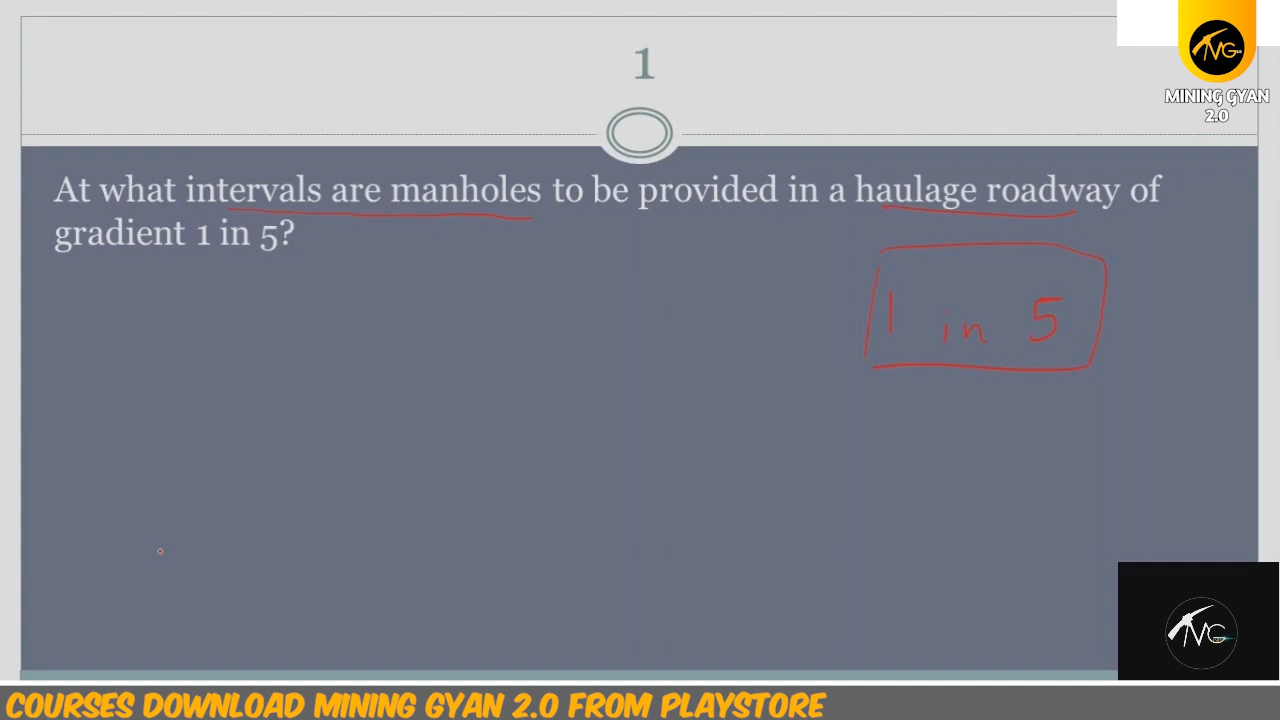 1
MINING GYAN
2.0
At what intervals are manholes to be provided in a haulage roadway of
gradient 1 in 5?
1 in 5
COURSES DOWNLOAD MINING GYAN 2.0 FROM PLAYSTORE